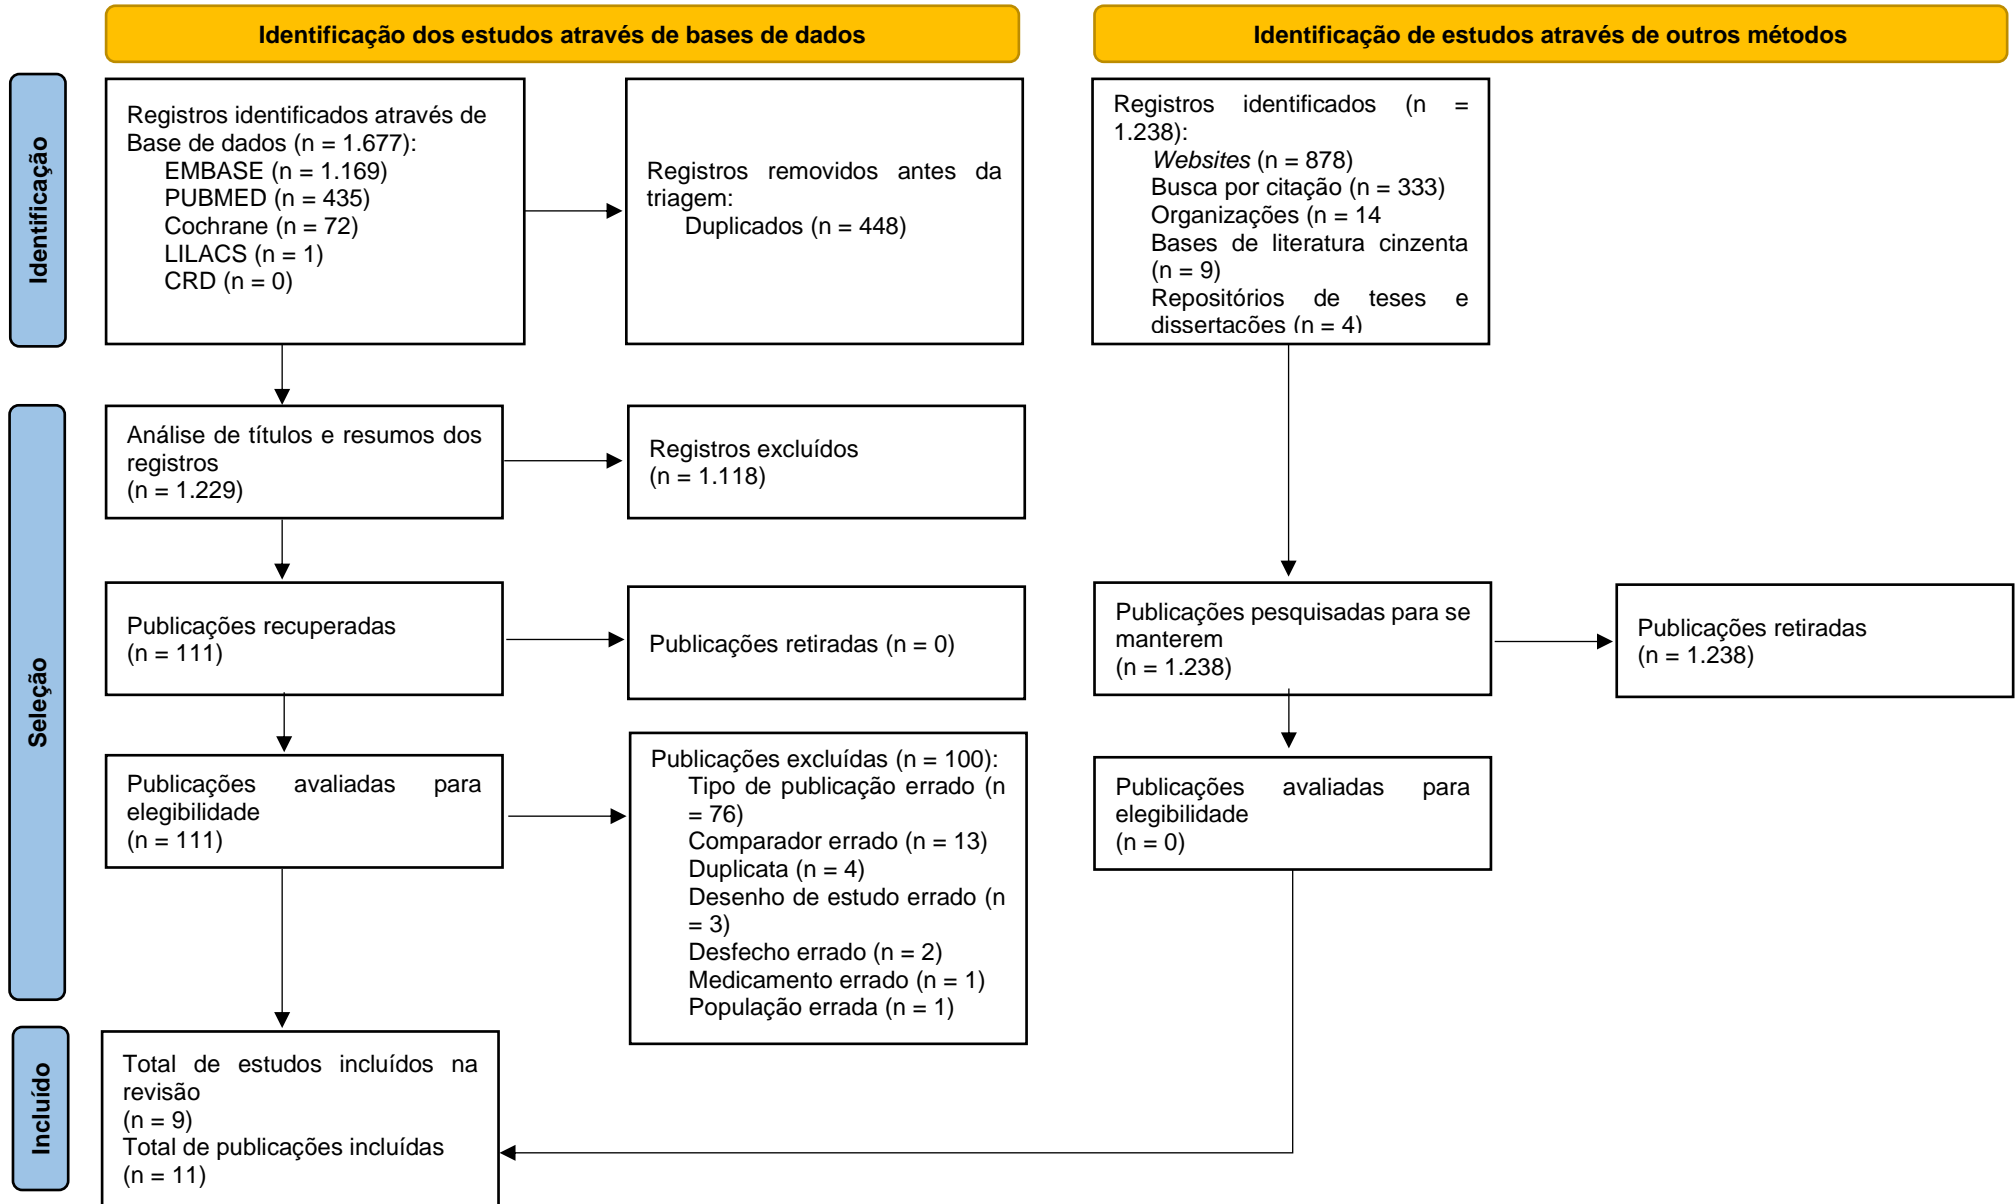 Identificação dos estudos através de bases de dados
Identificação de estudos através de outros métodos
Identificação
Registros identificados através de
Base de dados (n = 1.677):
EMBASE (n = 1.169)
PUBMED (n = 435)
Cochrane (n = 72)
LILACS (n = 1)
CRD (n = 0)
Registros removidos antes da
triagem:
Duplicados (n = 448)
Registros identificados (n =
1.238):
Websites (n = 878)
Busca por citação (n = 333)
Organizações (n = 14
Bases de literatura cinzenta
(n = 9)
Repositórios de teses e
dissertações (n = 4)
Seleção
Análise de títulos e resumos dos
registros
(n = 1.229)
Registros excluídos
(n = 1.118)
Publicações recuperadas
(n = 111)
Publicações retiradas (n = 0)
Publicações pesquisadas para se
manterem
(n = 1.238)
Publicações retiradas
(n = 1.238)
Publicações avaliadas para
elegibilidade
(n = 111)
Publicações excluídas (n = 100):
Tipo de publicação errado (n
= 76)
Comparador errado (n = 13)
Duplicata (n = 4)
Desenho de estudo errado (n
= 3)
Desfecho errado (n = 2)
Medicamento errado (n = 1)
População errada (n = 1)
Publicações avaliadas para
elegibilidade
(n = 0)
Incluído
Total de estudos incluídos na
revisão
(n = 9)
Total de publicações incluídas
(n = 11)